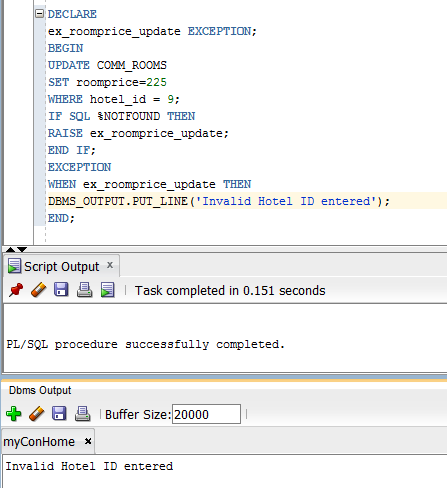 DECLARE
ex_roomprice_update EXCEPTION;
BEGIN
UPDATE COMM_ROOMS
SET roomprice=225
WHERE hotel_id = 9;
IF SQL %NOTFOUND THEN
RAISE ex_roomprice_update;
END IF;
EXCEPTION
WHEN ex_roomprice_update THEN
DBMS_OUTPUT.PUT_LINE('Invalid Hotel ID entered');
END;
Script Output x
Task completed in 0.151 seconds
PL/SQL procedure successfully completed.
Dbms Output
Buffer Size: 20000
myConHome x
Invalid Hotel ID entered